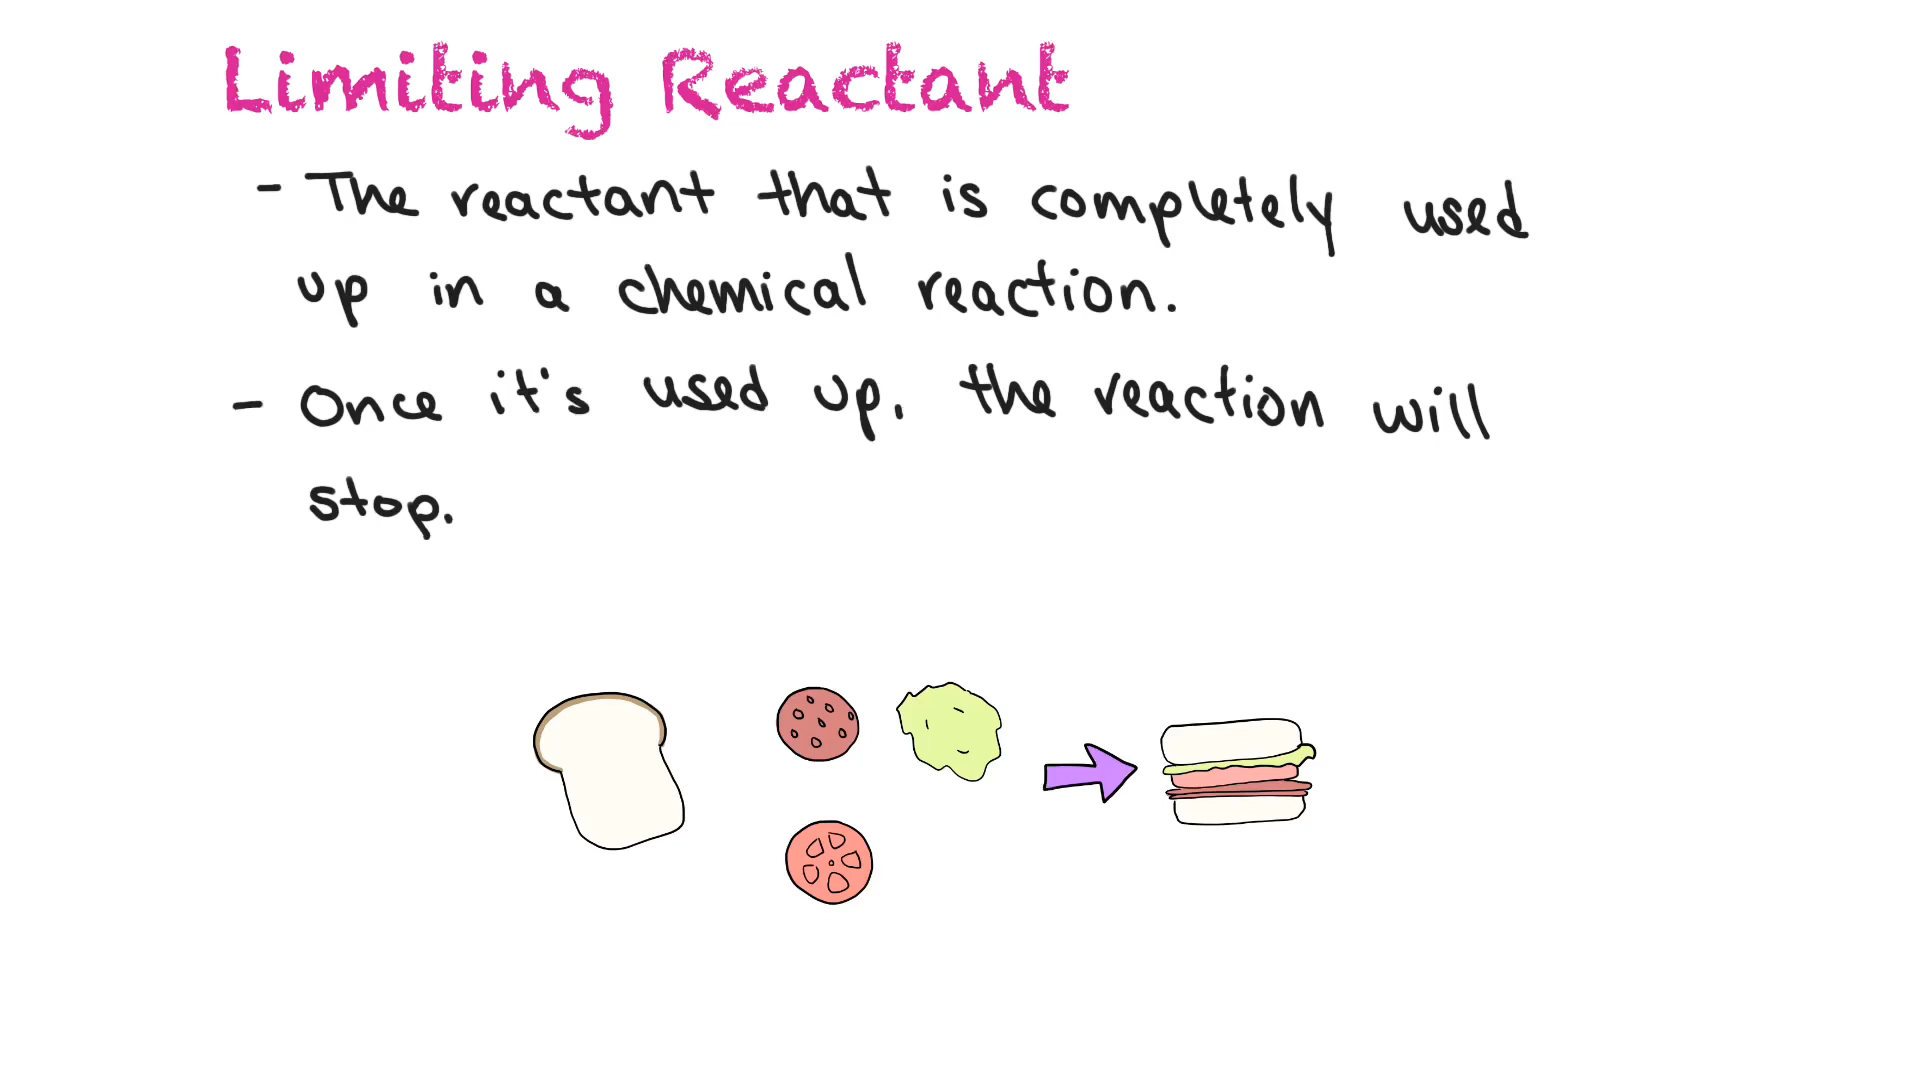 Limiting Reactant
- The reactant that is completely used
up in a chemical reaction.
- Once it's used up, the reaction will
stop.